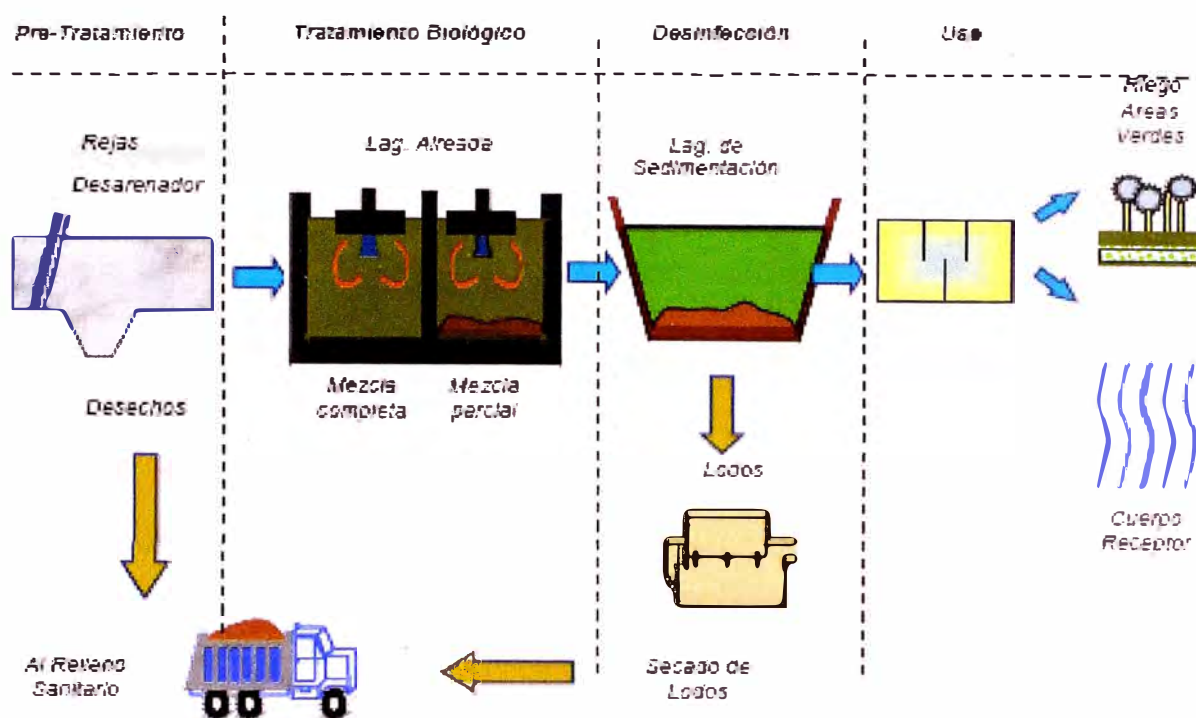 Pre-Tratamiento
Tratamiento Biológico
Desinfección
Uso
Rejas
Desarenador
Lag. Aireada
Lag. de
Sedimentación
Riego
Areas
Verdes
Mezcla
completa
Mezcla
parcial
Desechos
Lodos
Cuerpo
Receptor
Al Relleno
Sanitario
Secado de
Lodos